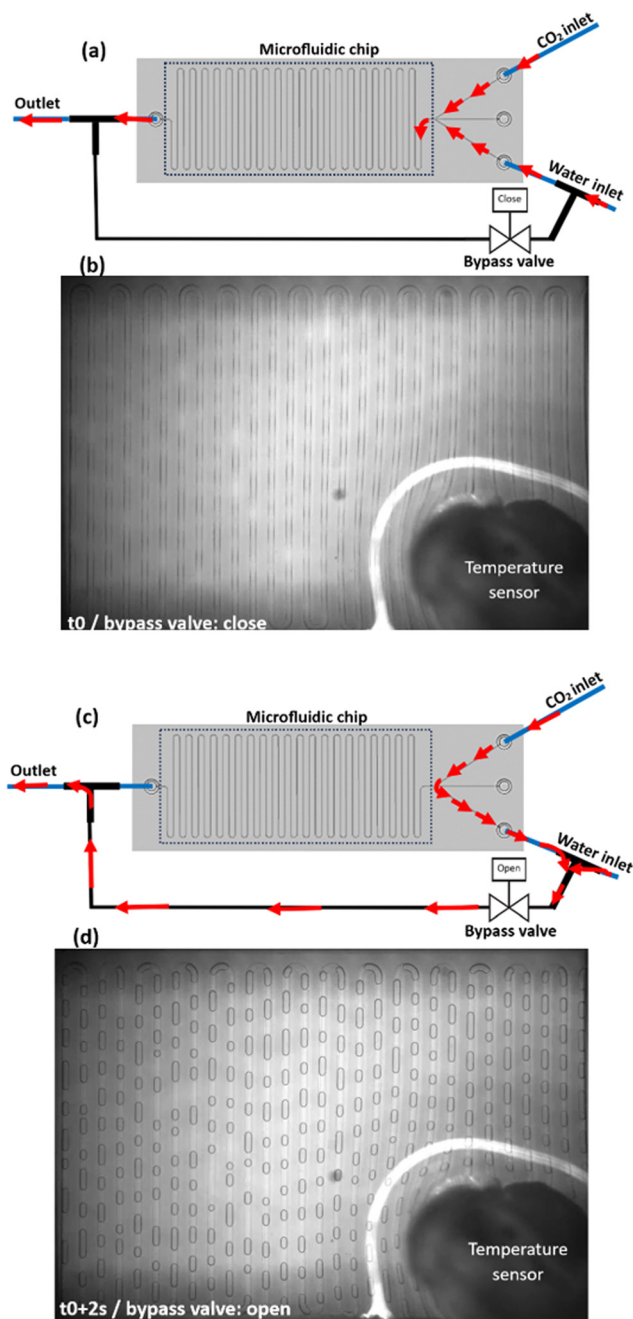 (a)
Microfluidic chip
CO₂ inlet
Outlet
Water inlet
Close
Bypass valve
(b)
Temperature
sensor
t0 / bypass valve: close
(c)
Microfluidic chip
CO₂ inlet
Outlet
Water inlet
Open
Bypass valve
(d)
Temperature
sensor
t0+2s / bypass valve: open